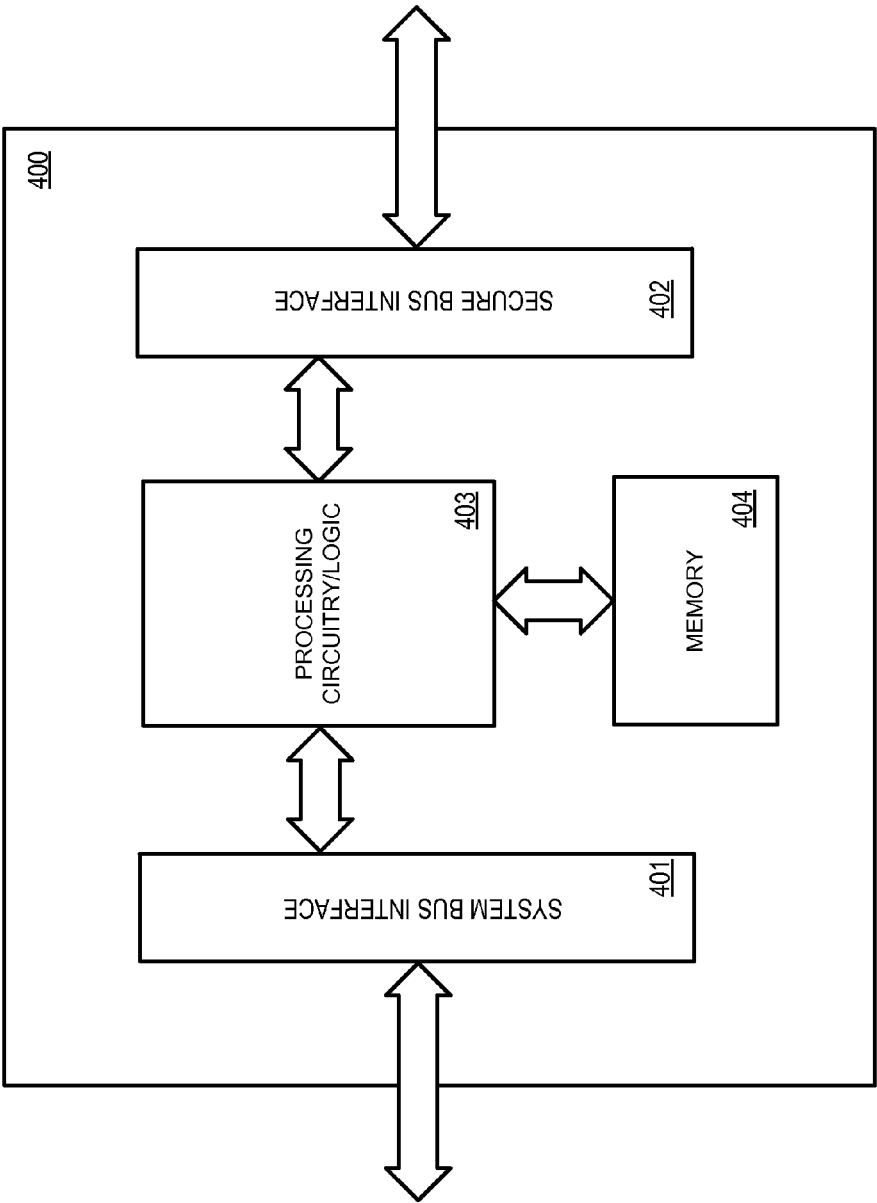 400
SYSTEM BUS INTERFACE
401
PROCESSING
CIRCUITRY/LOGIC
403
SECURE BUS INTERFACE
402
MEMORY
404